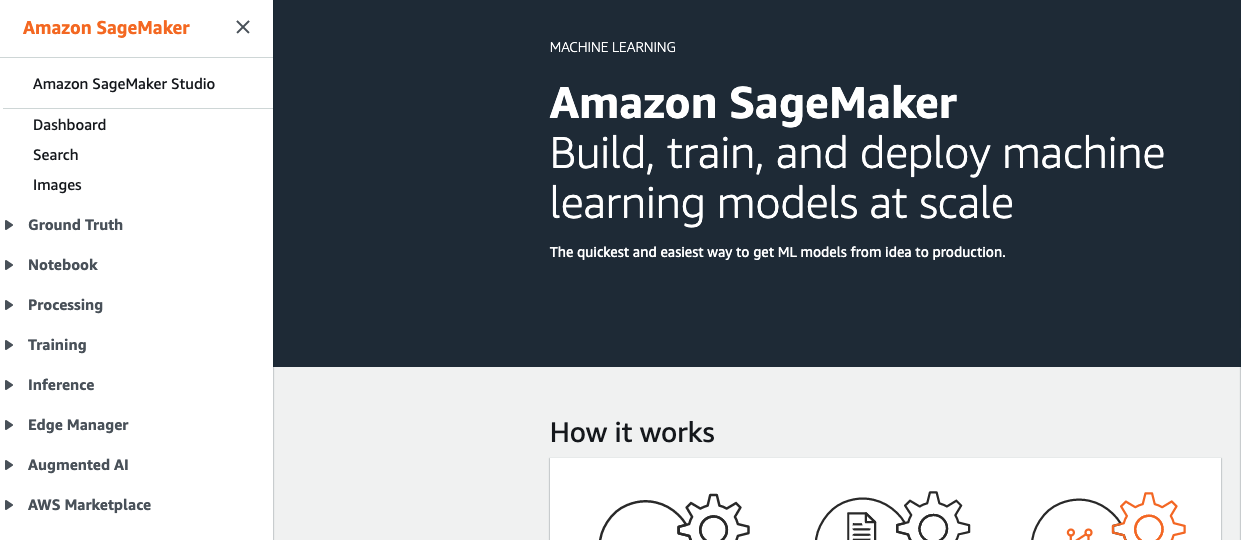 Amazon SageMaker
Amazon SageMaker Studio
Dashboard
Search
Images
Ground Truth
Notebook
Processing
Training
Inference
Edge Manager
Augmented AI
AWS Marketplace
MACHINE LEARNING
Amazon SageMaker
Build, train, and deploy machine
learning models at scale
The quickest and easiest way to get ML models from idea to production.
How it works